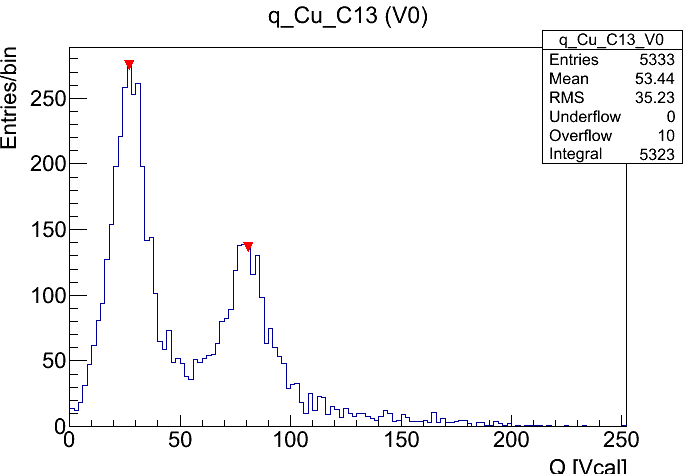 q_Cu_C13 (V0)
q_Cu_C13_V0
Entries 5333
Mean 53.44
RMS 35.23
Underflow 0
Overflow 10
Integral 5323
Entries/bin
250
200
150
100
50
0
0 50 100 150 200 250
Q [Vcal]